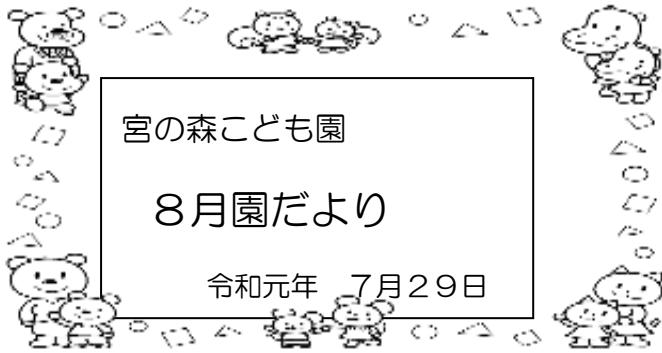 宮の森こども園
８月園だより
令和元年　７月２９日